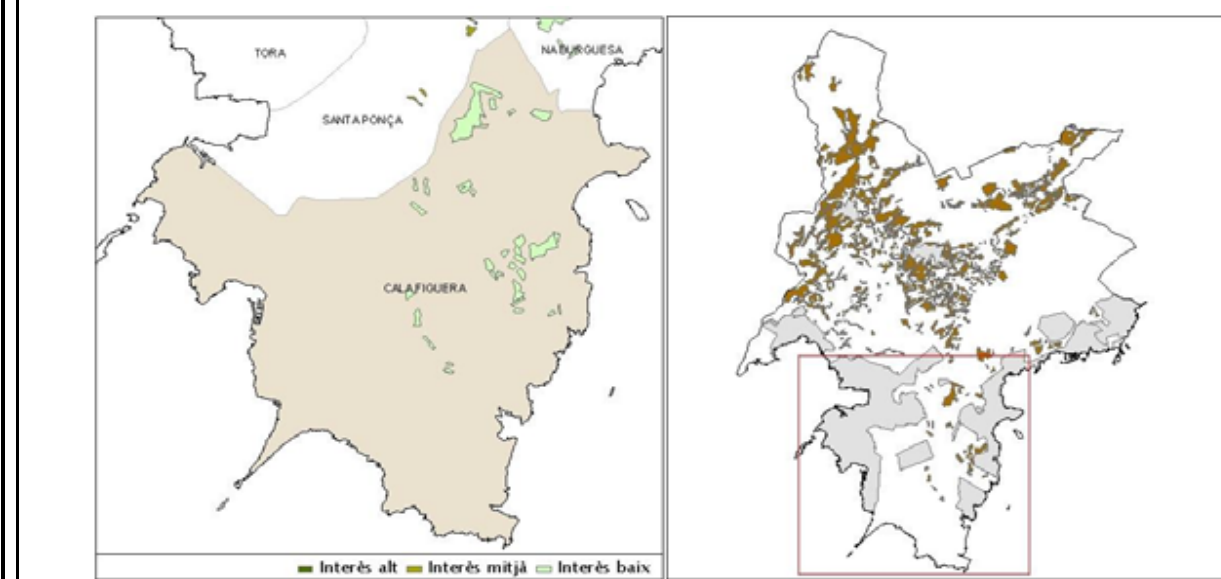 TORA
NA BURGUESA
SANTA PONÇA
CALA FIGUERA
Interès alt Interès mitjà Interès baix